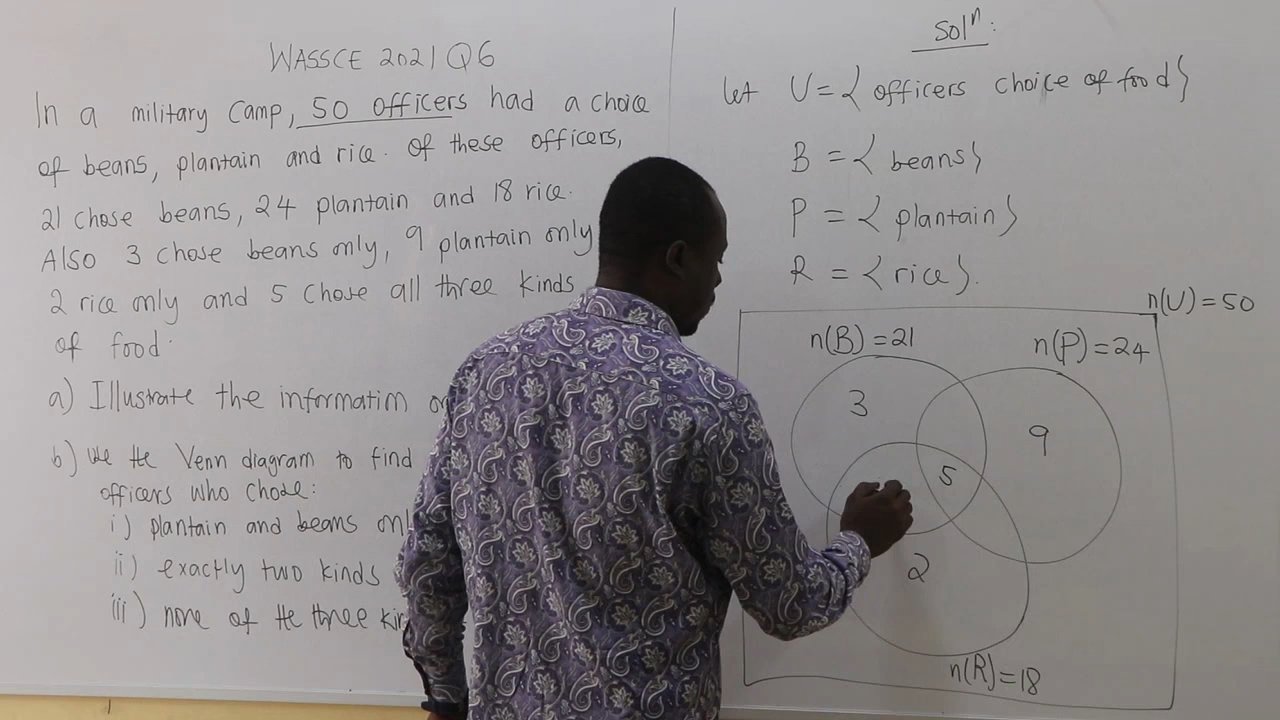 WASSCE 2021 Q6
In a military camp, 50 officers had a choice
of beans, plantain and rice. of these officers,
21 chose beans, 24 plantain and 18 rice.
Also 3 chose beans only, 9 plantain only
2 rice only and 5 chose all three kinds
of food.
a) Illustrate the information
b) use the Venn diagram to find
officers who chose:
i) plantain and beans
ii) exactly two kinds
iii) none of the three
Solⁿ:
Let U = { officers choice of food}
B = { beans}
P = { plantain}
R = { rice}.
n(U) = 50
n(B) = 21
n(P) = 24
3
9
5
2
n(R) = 18